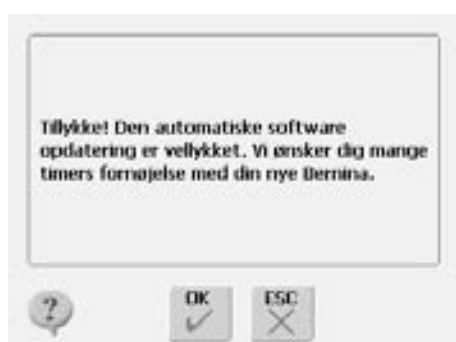 Tillykke! Den automatiske software
opdatering er vellykket. Vi ønsker dig mange
timers fornøjelse med din nye Bernina.
? OK ESC